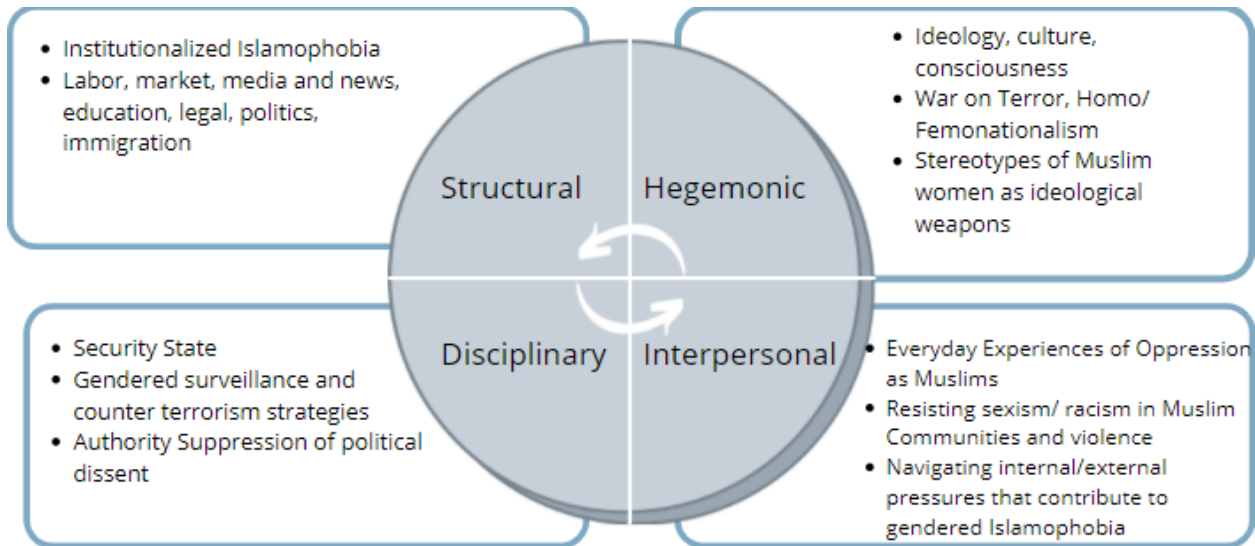 • Institutionalized Islamophobia
• Labor, market, media and news,
education, legal, politics,
immigration
• Ideology, culture,
consciousness
• War on Terror, Homo/
Femonationalism
• Stereotypes of Muslim
women as ideological
weapons
Structural
Hegemonic
Disciplinary
Interpersonal
• Security State
• Gendered surveillance and
counter terrorism strategies
• Authority Suppression of political
dissent
• Everyday Experiences of Oppression
as Muslims
• Resisting sexism/ racism in Muslim
Communities and violence
• Navigating internal/external
pressures that contribute to
gendered Islamophobia